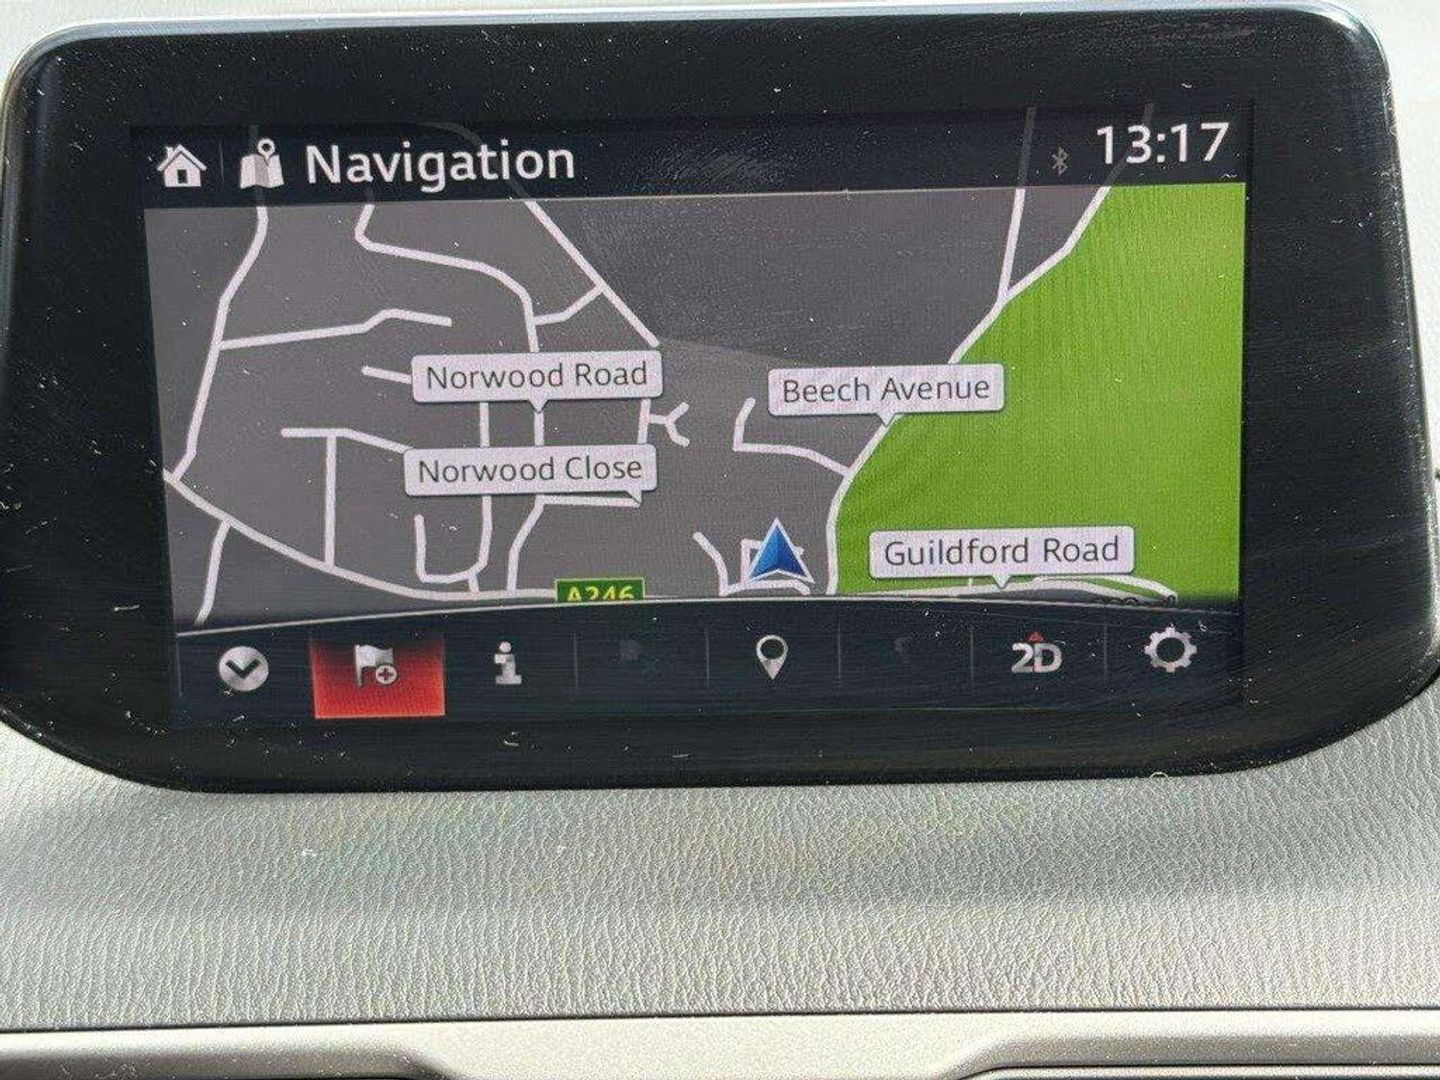 Navigation
13:17
Norwood Road
Beech Avenue
Norwood Close
Guildford Road
A246
2D